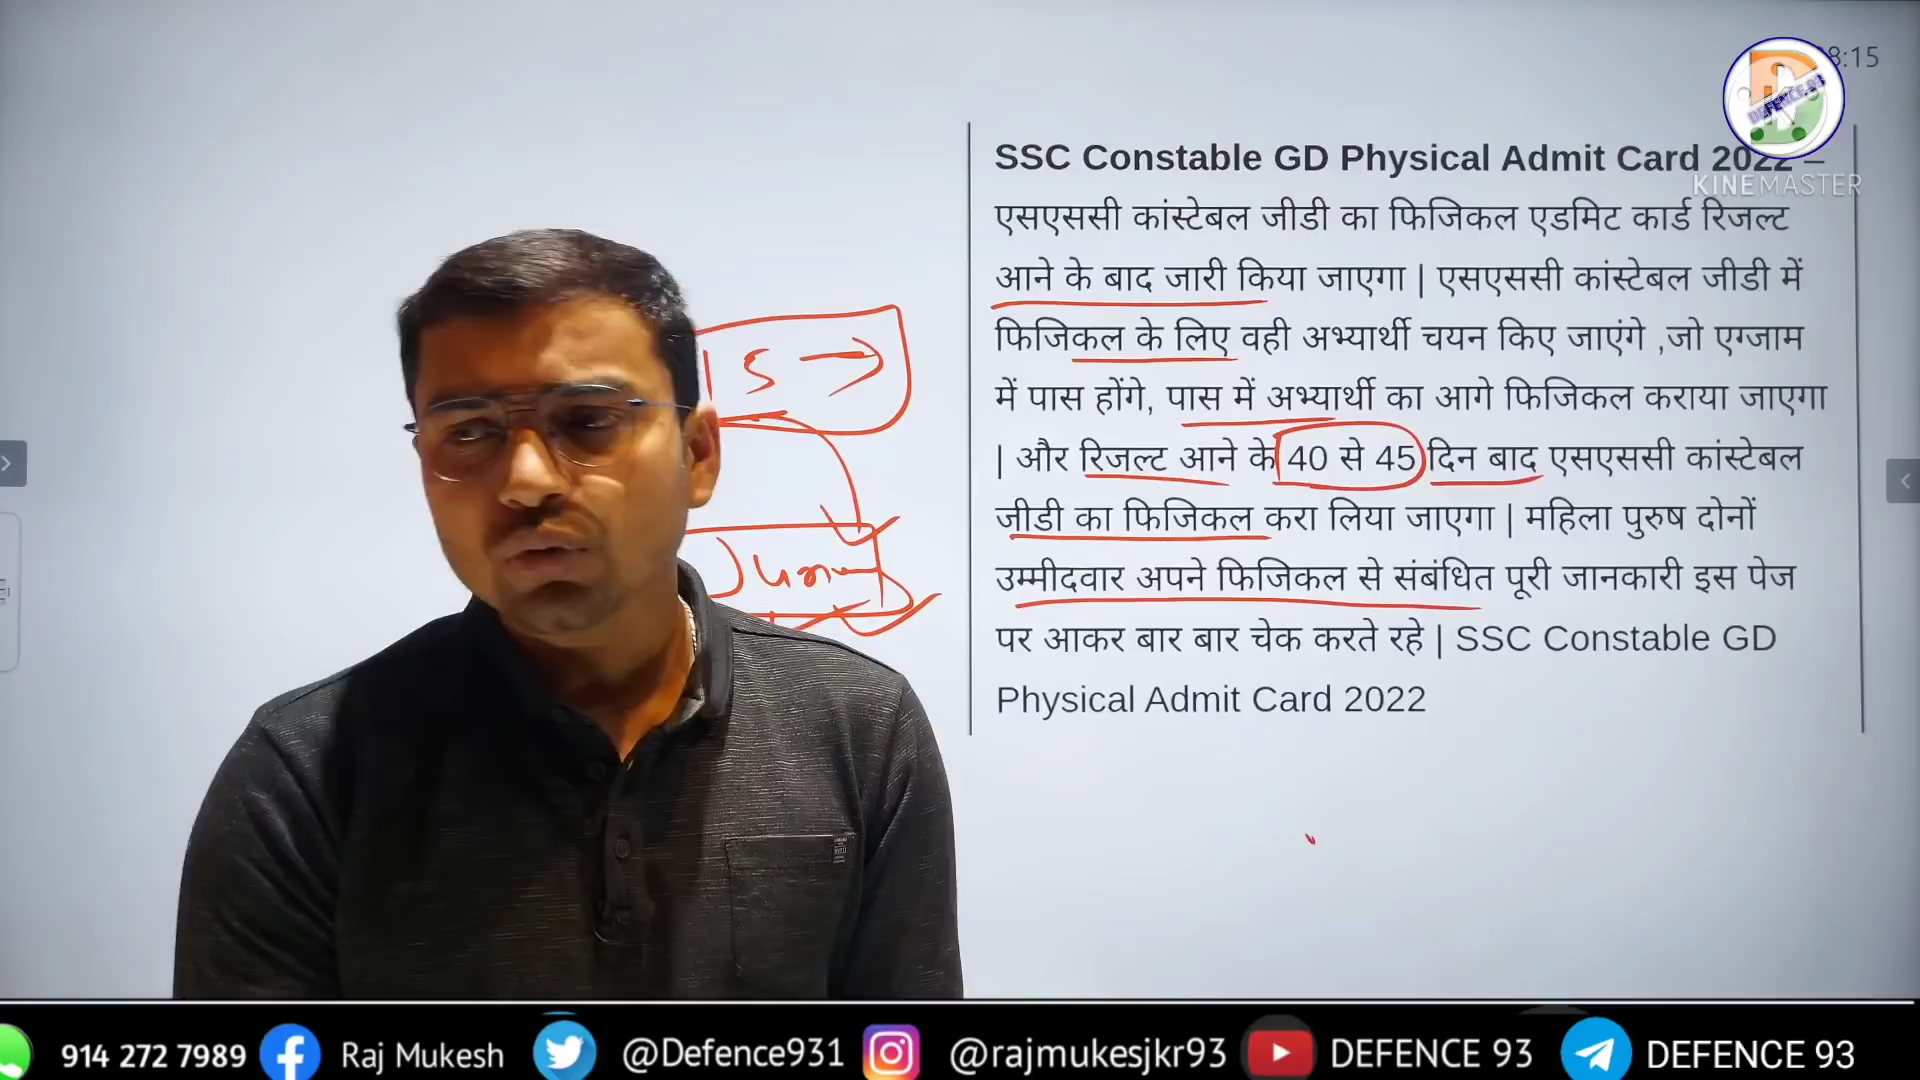 8:15
DEFENCE 93
SSC Constable GD Physical Admit Card 2022 –
KINEMASTER
एसएससी कांस्टेबल जीडी का फिजिकल एडमिट कार्ड रिजल्ट
आने के बाद जारी किया जाएगा | एसएससी कांस्टेबल जीडी में
फिजिकल के लिए वही अभ्यार्थी चयन किए जाएंगे ,जो एग्जाम
में पास होंगे, पास में अभ्यार्थी का आगे फिजिकल कराया जाएगा
| और रिजल्ट आने के 40 से 45 दिन बाद एसएससी कांस्टेबल
जीडी का फिजिकल करा लिया जाएगा | महिला पुरुष दोनों
उम्मीदवार अपने फिजिकल से संबंधित पूरी जानकारी इस पेज
पर आकर बार बार चेक करते रहे | SSC Constable GD
Physical Admit Card 2022
15
914 272 7989 Raj Mukesh @Defence931 @rajmukesjkr93 DEFENCE 93 DEFENCE 93